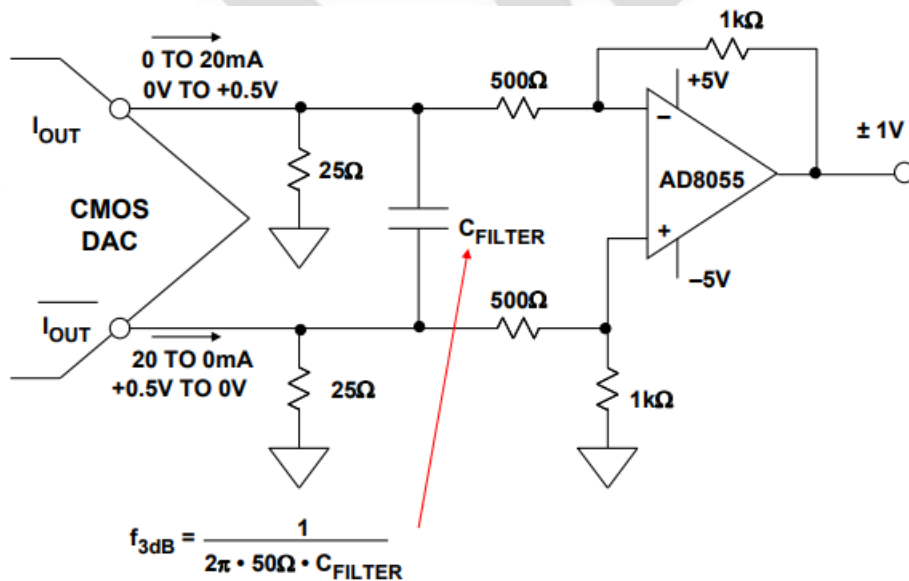 1kΩ
0 TO 20mA
0V TO +0.5V
500Ω
+5V
–
± 1V
IOUT
25Ω
AD8055
CMOS
DAC
CFILTER
+
–5V
IOUT
500Ω
20 TO 0mA
+0.5V TO 0V
25Ω
1kΩ
f3dB = 1 / 2π • 50Ω • CFILTER